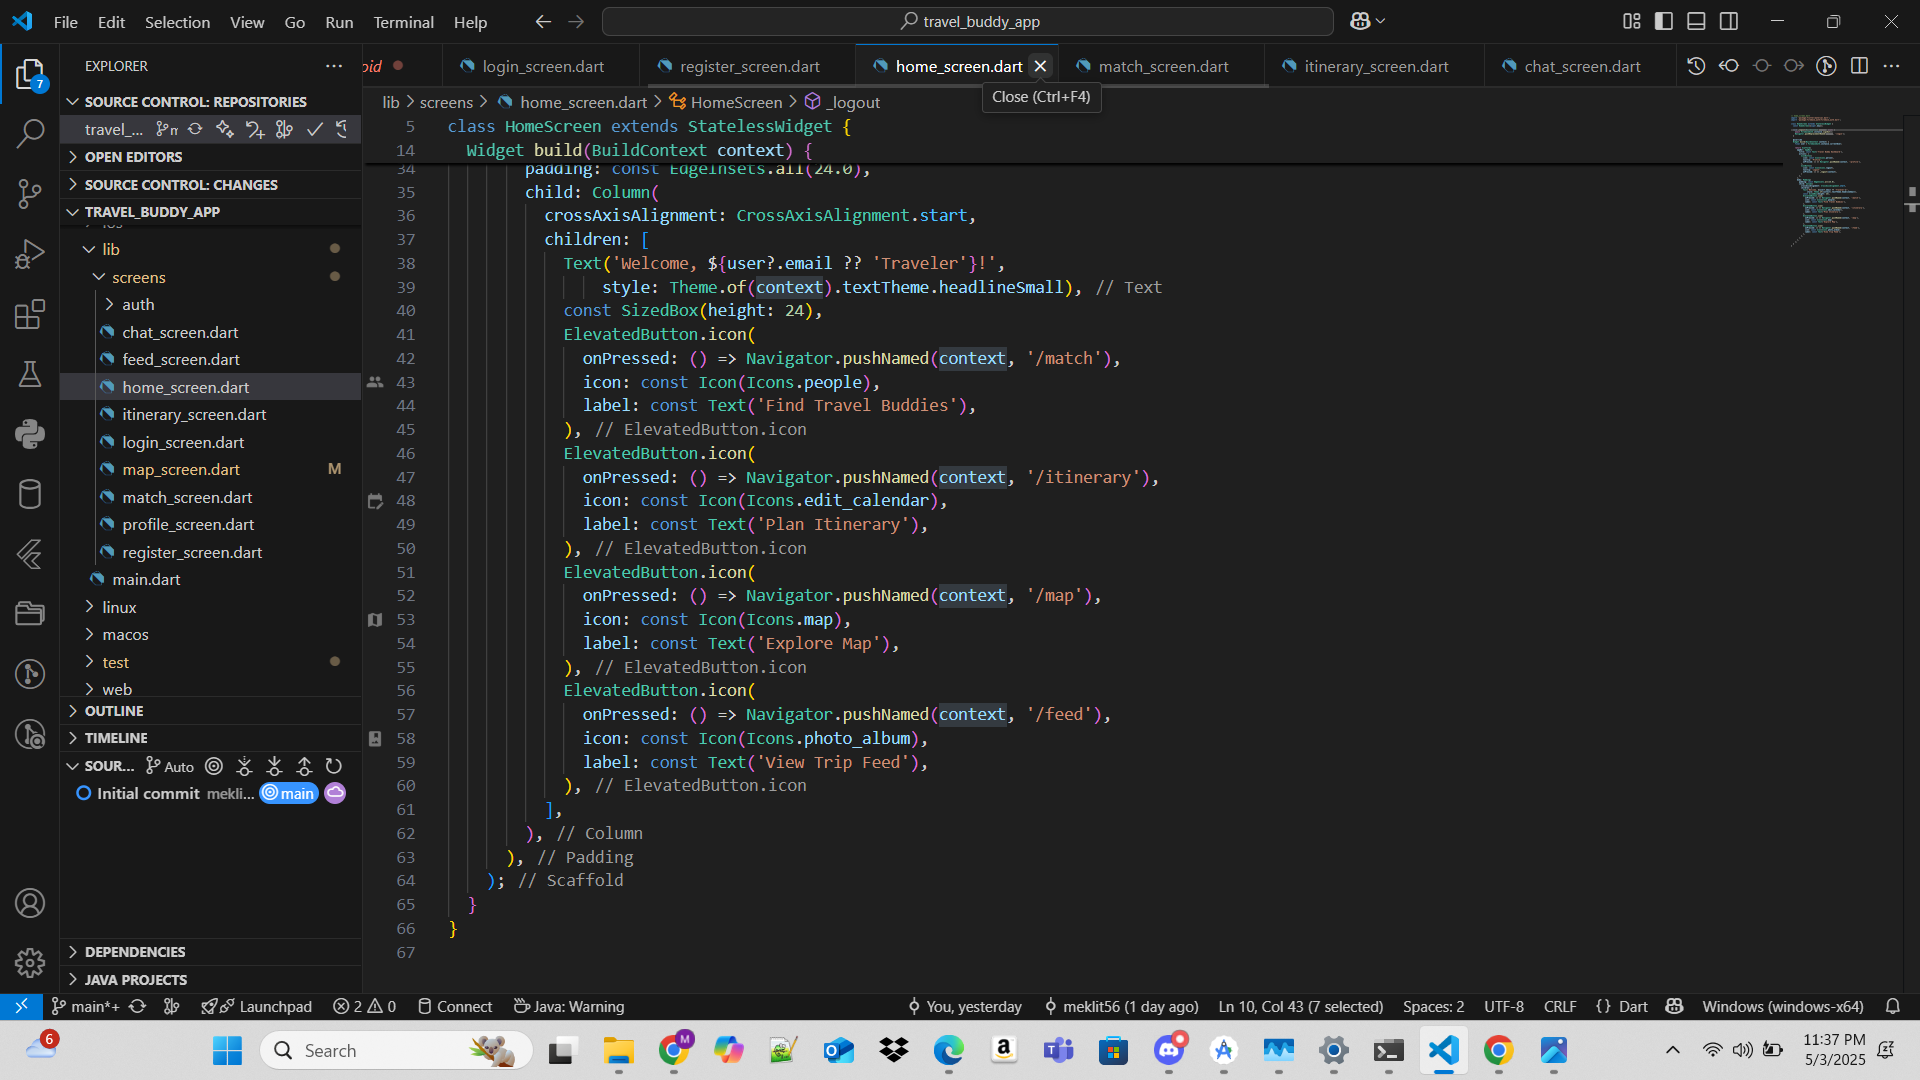 File Edit Selection View Go Run Terminal Help
travel_buddy_app
EXPLORER
SOURCE CONTROL: REPOSITORIES
travel_...
OPEN EDITORS
SOURCE CONTROL: CHANGES
TRAVEL_BUDDY_APP
lib
screens
auth
chat_screen.dart
feed_screen.dart
home_screen.dart
itinerary_screen.dart
login_screen.dart
map_screen.dart M
match_screen.dart
profile_screen.dart
register_screen.dart
main.dart
linux
macos
test
web
OUTLINE
TIMELINE
SOUR... Auto
Initial commit mekli... main
DEPENDENCIES
JAVA PROJECTS
7
login_screen.dart register_screen.dart home_screen.dart match_screen.dart itinerary_screen.dart chat_screen.dart
Close (Ctrl+F4)
lib > screens > home_screen.dart > HomeScreen > _logout
5 class HomeScreen extends StatelessWidget {
14 Widget build(BuildContext context) {
34 padding: const EdgeInsets.all(24.0),
35 child: Column(
36 crossAxisAlignment: CrossAxisAlignment.start,
37 children: [
38 Text('Welcome, ${user?.email ?? 'Traveler'}!',
39 style: Theme.of(context).textTheme.headlineSmall), // Text
40 const SizedBox(height: 24),
41 ElevatedButton.icon(
42 onPressed: () => Navigator.pushNamed(context, '/match'),
43 icon: const Icon(Icons.people),
44 label: const Text('Find Travel Buddies'),
45 ), // ElevatedButton.icon
46 ElevatedButton.icon(
47 onPressed: () => Navigator.pushNamed(context, '/itinerary'),
48 icon: const Icon(Icons.edit_calendar),
49 label: const Text('Plan Itinerary'),
50 ), // ElevatedButton.icon
51 ElevatedButton.icon(
52 onPressed: () => Navigator.pushNamed(context, '/map'),
53 icon: const Icon(Icons.map),
54 label: const Text('Explore Map'),
55 ), // ElevatedButton.icon
56 ElevatedButton.icon(
57 onPressed: () => Navigator.pushNamed(context, '/feed'),
58 icon: const Icon(Icons.photo_album),
59 label: const Text('View Trip Feed'),
60 ), // ElevatedButton.icon
61 ],
62 ), // Column
63 ), // Padding
64 ); // Scaffold
65 }
66 }
67
main*+ Launchpad 2 0 Connect Java: Warning You, yesterday meklit56 (1 day ago) Ln 10, Col 43 (7 selected) Spaces: 2 UTF-8 CRLF {} Dart Windows (windows-x64)
6 Search M 11:37 PM
5/3/2025